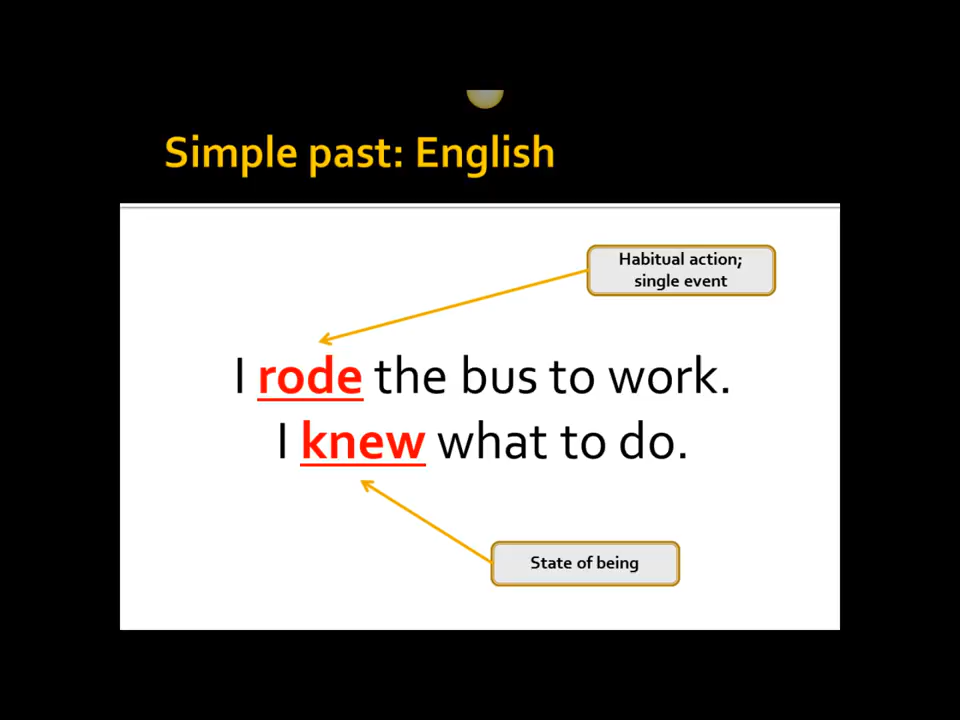 Simple past: English
Habitual action;
single event
I rode the bus to work.
I knew what to do.
State of being